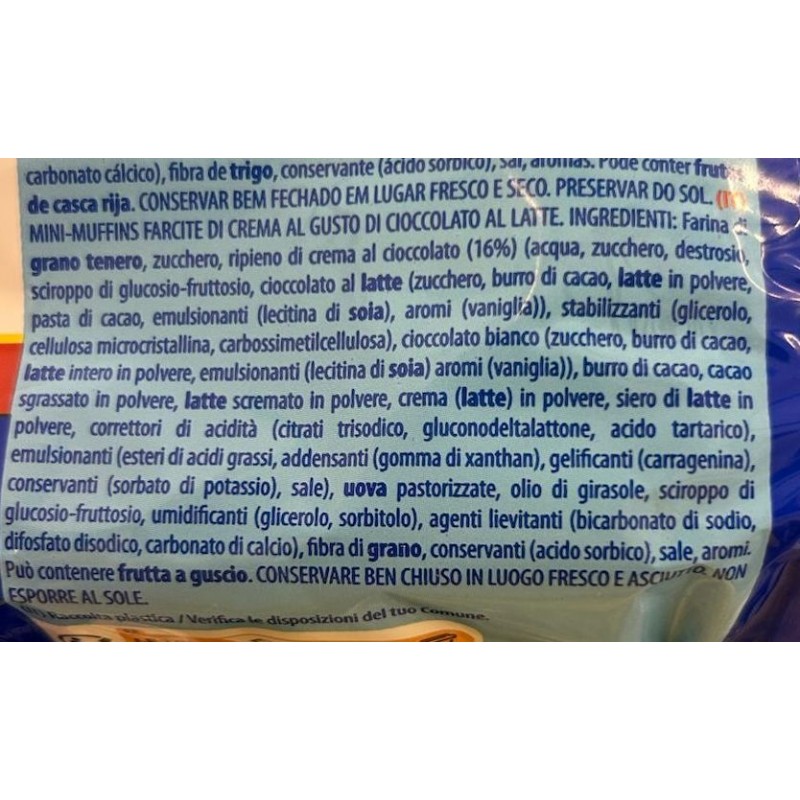 carbonato cálcico), fibra de trigo, conservante (ácido sórbico), sal, aromas. Pode conter frutos
de casca rija. CONSERVAR BEM FECHADO EM LUGAR FRESCO E SECO. PRESERVAR DO SOL.
MINI-MUFFINS FARCITE DI CREMA AL GUSTO DI CIOCCOLATO AL LATTE. INGREDIENTI: Farina di
grano tenero, zucchero, ripieno di crema al cioccolato (16%) (acqua, zucchero, destrosio,
sciroppo di glucosio-fruttosio, cioccolato al latte (zucchero, burro di cacao, latte in polvere,
pasta di cacao, emulsionanti (lecitina di soia), aromi (vaniglia)), stabilizzanti (glicerolo,
cellulosa microcristallina, carbossimetilcellulosa), cioccolato bianco (zucchero, burro di cacao,
latte intero in polvere, emulsionanti (lecitina di soia) aromi (vaniglia)), burro di cacao, cacao
sgrassato in polvere, latte scremato in polvere, crema (latte) in polvere, siero di latte in
polvere, correttori di acidità (citrati trisodico, gluconodeltalattone, acido tartarico),
emulsionanti (esteri di acidi grassi, addensanti (gomma di xanthan), gelificanti (carragenina),
conservanti (sorbato di potassio), sale), uova pastorizzate, olio di girasole, sciroppo di
glucosio-fruttosio, umidificanti (glicerolo, sorbitolo), agenti lievitanti (bicarbonato di sodio,
difosfato disodico, carbonato di calcio), fibra di grano, conservanti (acido sorbico), sale, aromi.
Può contenere frutta a guscio. CONSERVARE BEN CHIUSO IN LUOGO FRESCO E ASCIUTTO. NON
ESPORRE AL SOLE.
Raccolta plastica / Verifica le disposizioni del tuo Comune.